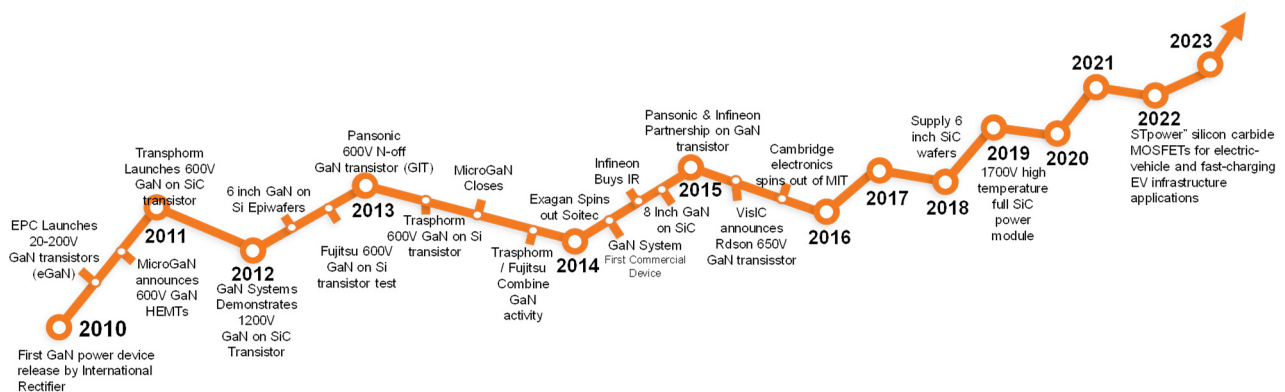 2010
First GaN power device
release by International
Rectifier
EPC Launches
20-200V
GaN transistors
(eGaN)
MicroGaN
announces
600V GaN
HEMTs
Transphorm
Launches 600V
GaN on SiC
transistor
2011
2012
GaN Systems
Demonstrates
1200V
GaN on SiC
Transistor
6 inch GaN on
Si Epiwafers
Fujitsu 600V
GaN on Si
transistor test
Pansonic
600V N-off
GaN transistor (GIT)
2013
Trasphorm
600V GaN on Si
transistor
MicroGaN
Closes
Trasphorm
/ Fujitsu
Combine
GaN
activity
Exagan Spins
out Soitec
2014
GaN System
First Commercial
Device
Infineon
Buys IR
8 Inch GaN
on SiC
Pansonic & Infineon
Partnership on GaN
transistor
2015
VisIC
announces
Rdson 650V
GaN transisstor
Cambridge
electronics
spins out of MIT
2016
2017
Supply 6
inch SiC
wafers
2018
2019
1700V high
temperature
full SiC
power
module
2020
2021
2022
STpower” silicon carbide
MOSFETs for electric-
vehicle and fast-charging
EV infrastructure
applications
2023